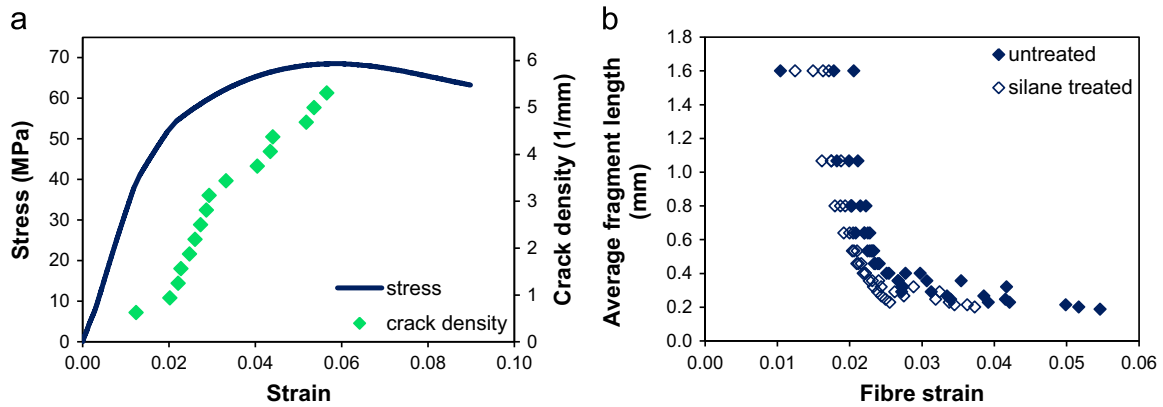 a
70
60
50
40
30
20
10
0
Stress (MPa)
6
5
4
3
2
1
0
Crack density (1/mm)
stress
crack density
0.00 0.02 0.04 0.06 0.08 0.10
Strain
b
1.8
1.6
1.4
1.2
1.0
0.8
0.6
0.4
0.2
0.0
Average fragment length
(mm)
untreated
silane treated
0.00 0.01 0.02 0.03 0.04 0.05 0.06
Fibre strain